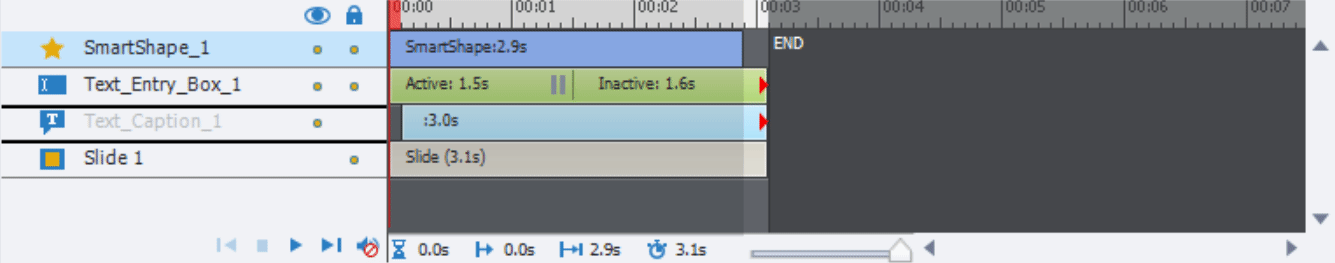 00:00 00:01 00:02 00:03 00:04 00:05 00:06 00:07
SmartShape_1 SmartShape:2.9s END
Text_Entry_Box_1 Active: 1.5s Inactive: 1.6s
T Text_Caption_1 :3.0s
Slide 1 Slide (3.1s)
0.0s 0.0s 2.9s 3.1s